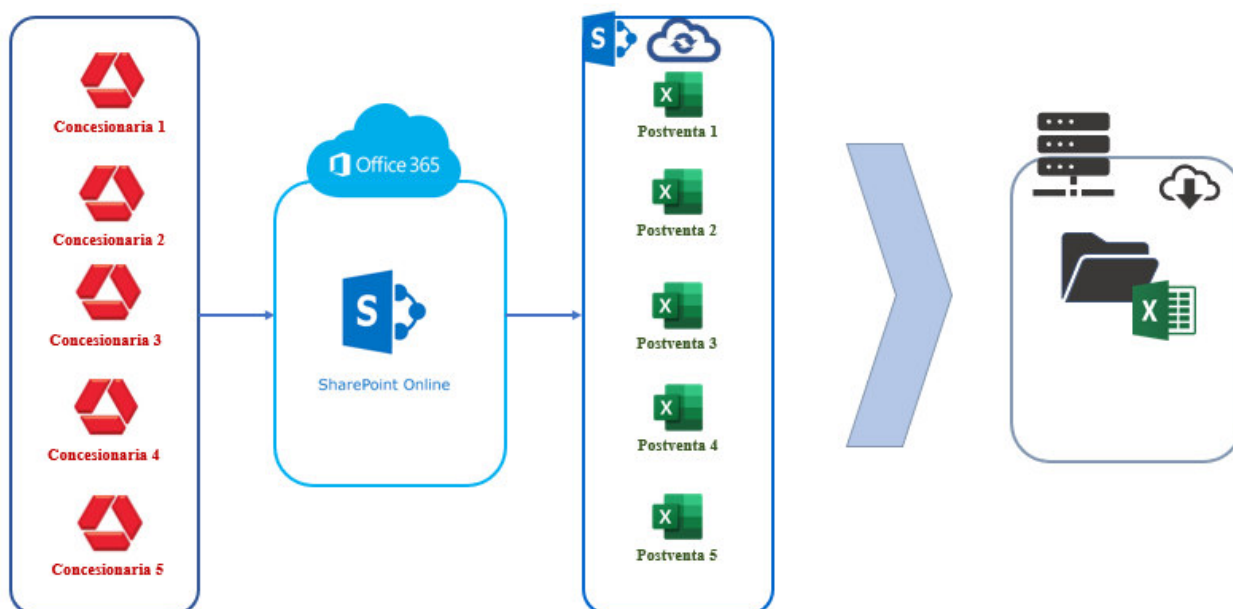 Concesionaria 1
Concesionaria 2
Concesionaria 3
Concesionaria 4
Concesionaria 5
Office 365
S
SharePoint Online
S
X
Postventa 1
X
Postventa 2
X
Postventa 3
X
Postventa 4
X
Postventa 5
X